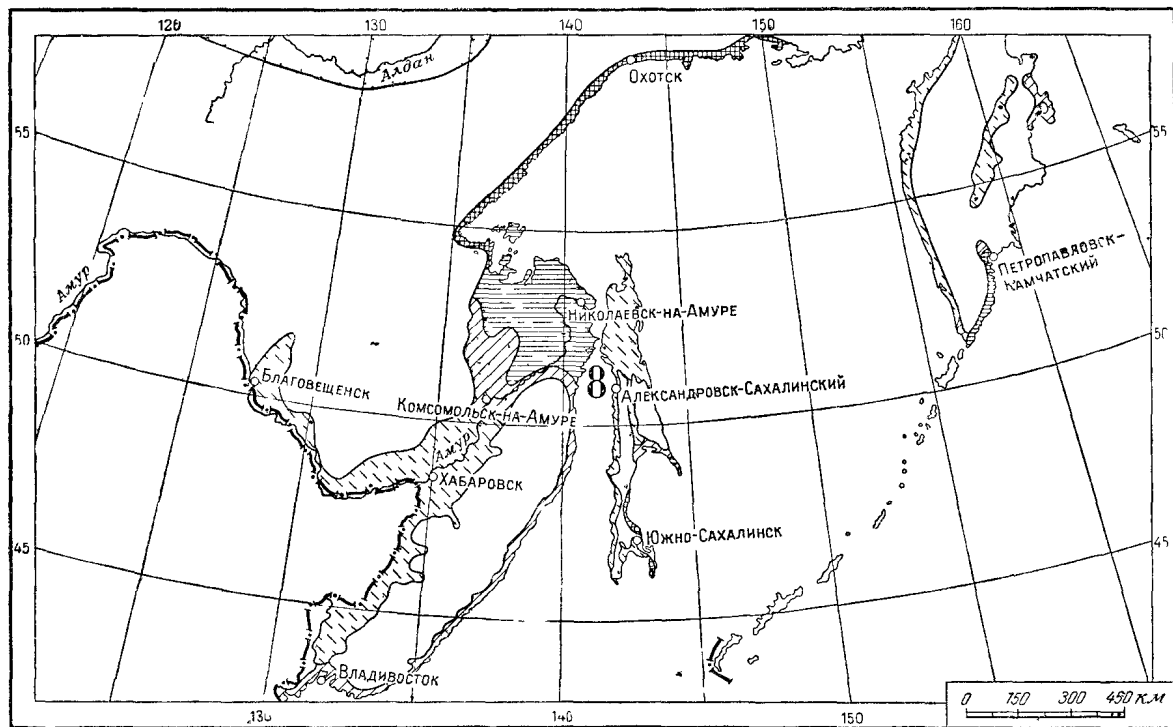 120 130 140 150 160
Алдан
Охотск
55 55
Петропавловск-
Камчатский
Амур
Николаевск-на-Амуре
50 50
8
Благовещенск
Александровск-Сахалинский
Комсомольск-на-Амуре
Амур
Хабаровск
Южно-Сахалинск
45 45
Владивосток
0 150 300 450 км
130 140 150